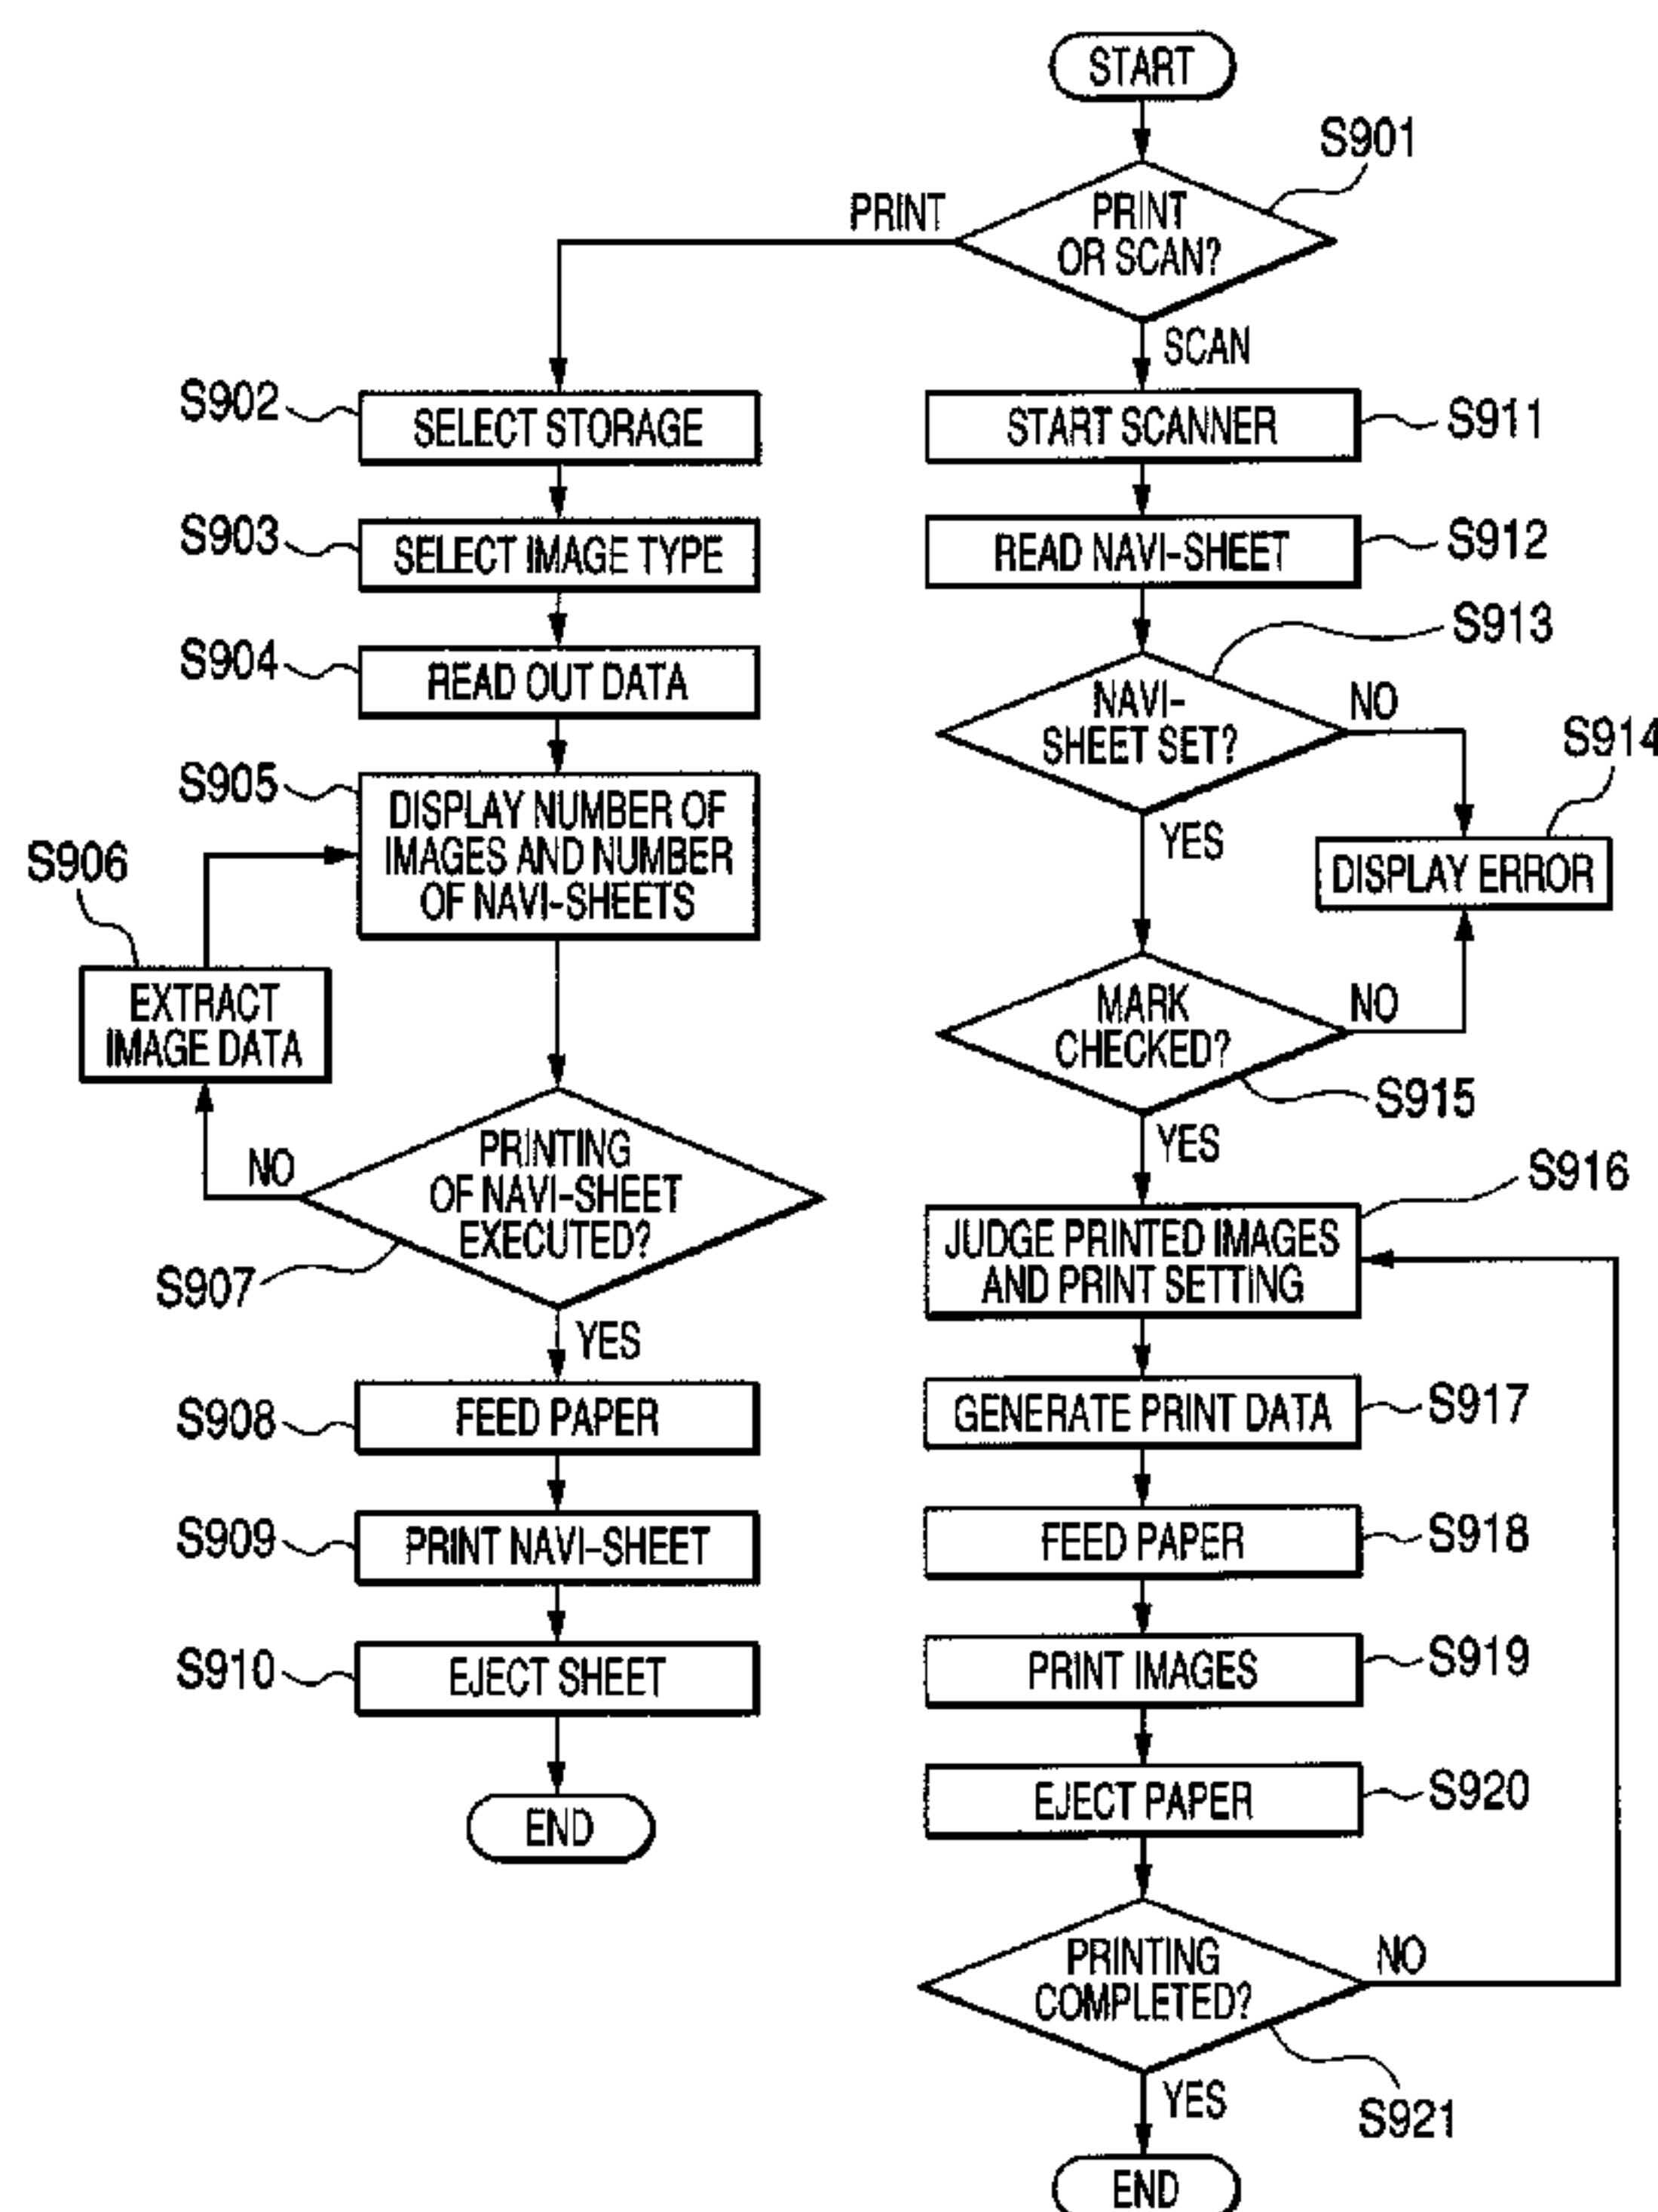 START
S901
PRINT
OR SCAN?
PRINT
SCAN
S902
SELECT STORAGE
S903
SELECT IMAGE TYPE
S904
READ OUT DATA
S905
DISPLAY NUMBER OF
IMAGES AND NUMBER
OF NAVI-SHEETS
S906
EXTRACT
IMAGE DATA
NO
PRINTING
OF NAVI-SHEET
EXECUTED?
S907
YES
S908
FEED PAPER
S909
PRINT NAVI-SHEET
S910
EJECT SHEET
END
START SCANNER
S911
READ NAVI-SHEET
S912
S913
NAVI-
SHEET SET?
NO
S914
YES
DISPLAY ERROR
MARK
CHECKED?
NO
S915
YES
S916
JUDGE PRINTED IMAGES
AND PRINT SETTING
GENERATE PRINT DATA
S917
FEED PAPER
S918
PRINT IMAGES
S919
EJECT PAPER
S920
PRINTING
COMPLETED?
NO
YES
S921
END